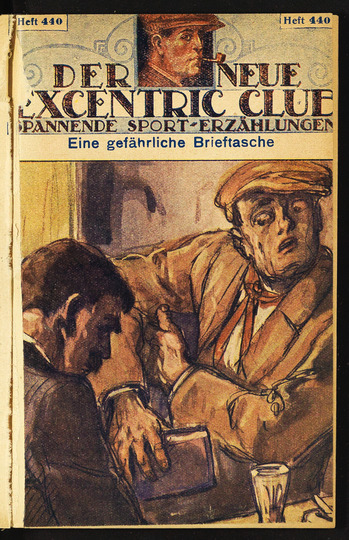 Heft 440
Heft 440
DER NEUE
EXCENTRIC CLUB
SPANNENDE SPORT-ERZÄHLUNGEN
Eine gefährliche Brieftasche